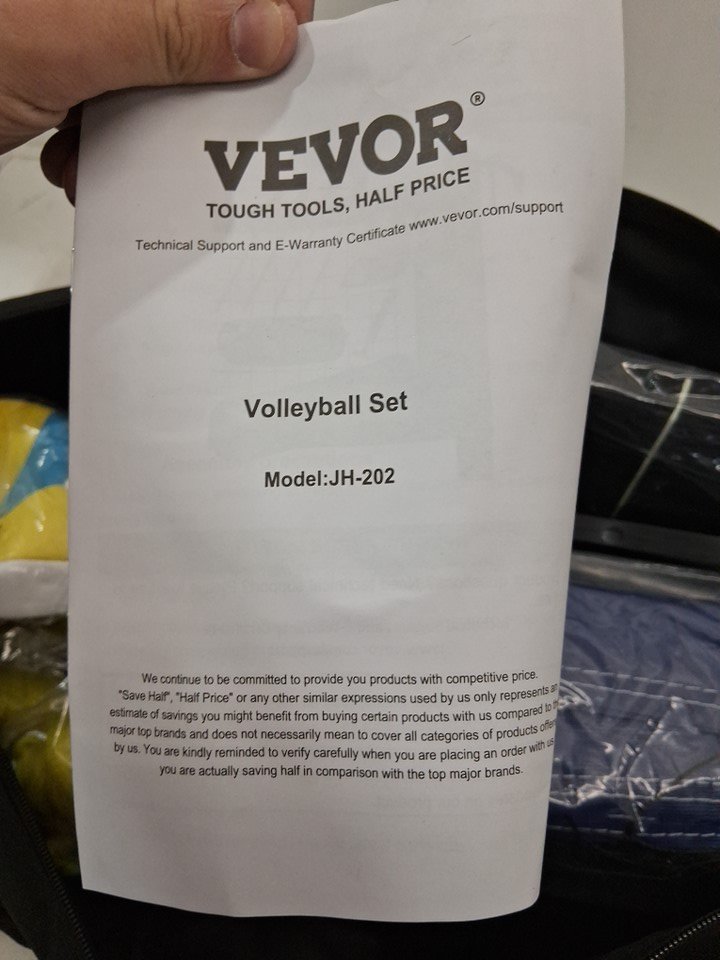 VEVOR®
TOUGH TOOLS, HALF PRICE
Technical Support and E-Warranty Certificate www.vevor.com/support
Volleyball Set
Model:JH-202
We continue to be committed to provide you products with competitive price.
"Save Half", "Half Price" or any other similar expressions used by us only represents an
estimate of savings you might benefit from buying certain products with us compared to the
major top brands and does not necessarily mean to cover all categories of products
by us. You are kindly reminded to verify carefully when you are placing an order with us
you are actually saving half in comparison with the top major brands.